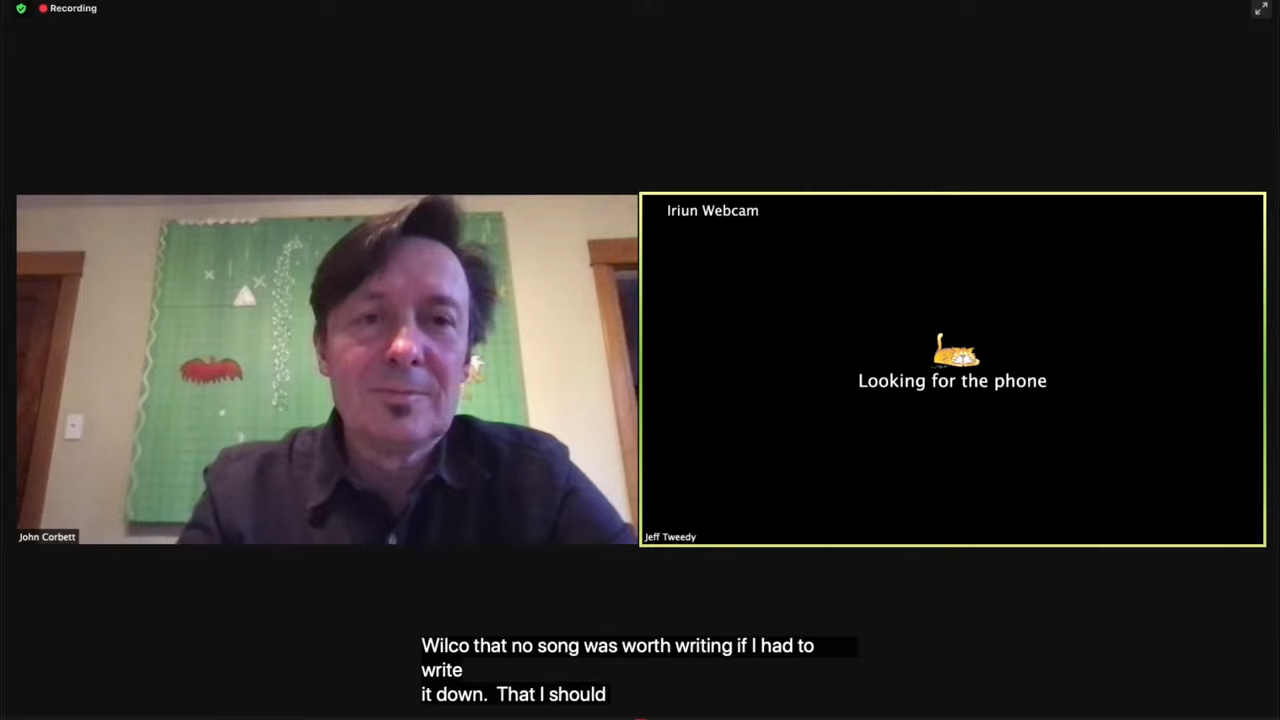 Recording
Iriun Webcam
Looking for the phone
John Corbett
Jeff Tweedy
Wilco that no song was worth writing if I had to
write
it down. That I should